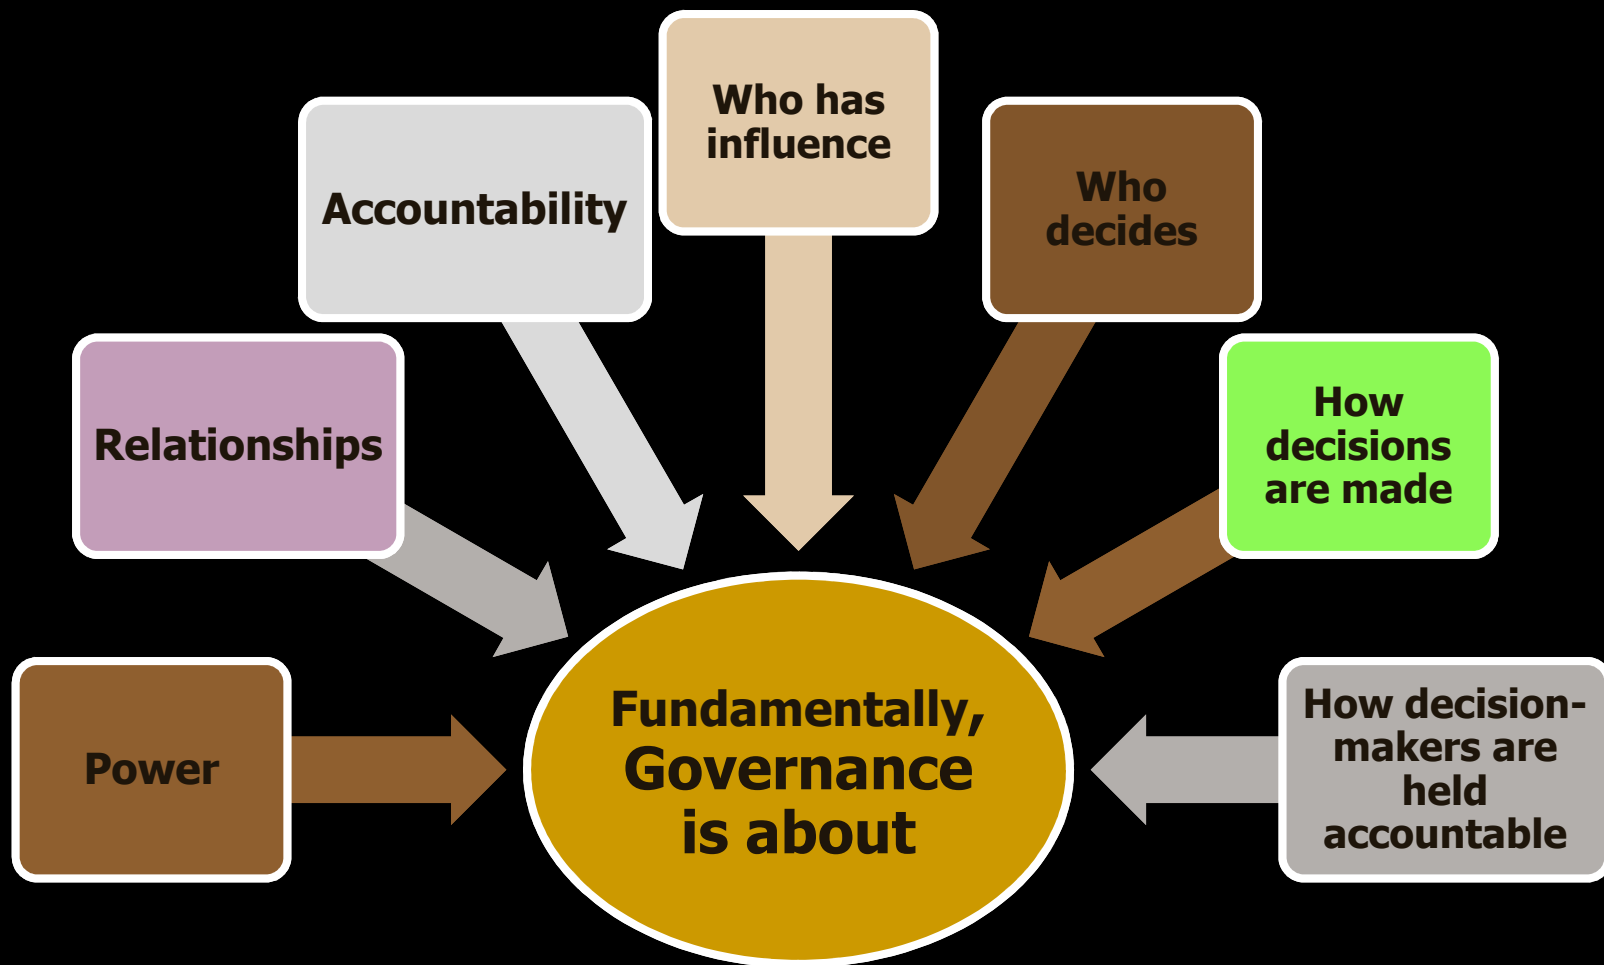 Who has
influence
Accountability
Who
decides
Relationships
How
decisions
are made
Power
Fundamentally,
Governance
is about
How decision-
makers are
held
accountable